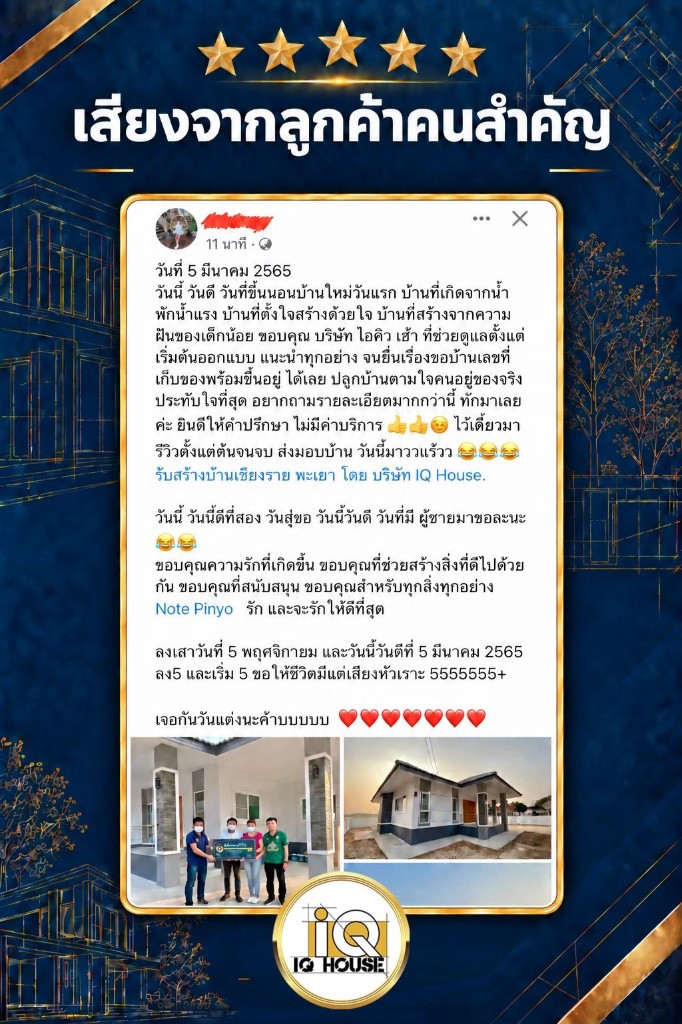 เสียงจากลูกค้าคนสำคัญ
11 นาที ·
วันที่ 5 มีนาคม 2565
วันนี้ วันดี วันที่ขึ้นนอนบ้านใหม่วันแรก บ้านที่เกิดจากน้ำ
พักน้ำแรง บ้านที่ตั้งใจสร้างด้วยใจ บ้านที่สร้างจากความ
ฝันของเด็กน้อย ขอบคุณ บริษัท ไอคิว เฮ้า ที่ช่วยดูแลตั้งแต่
เริ่มต้นออกแบบ แนะนำทุกอย่าง จนยื่นเรื่องขอบ้านเลขที่
เก็บของพร้อมขึ้นอยู่ ได้เลย ปลูกบ้านตามใจคนอยู่ของจริง
ประทับใจที่สุด อยากถามรายละเอียตมากกว่านี้ ทักมาเลย
ค่ะ ยินดีให้คำปรึกษา ไม่มีค่าบริการ 👍👍😉 ไว้เดี๋ยวมา
รีวิวตั้งแต่ต้นจนจบ ส่งมอบบ้าน วันนี้มาววแร้วว 😂😂😂
รับสร้างบ้านเชียงราย พะเยา โดย บริษัท IQ House.
วันนี้ วันนี้ดีที่สอง วันสู่ขอ วันนี้วันดี วันที่มี ผู้ชายมาขอละนะ
😂😂
ขอบคุณความรักที่เกิดขึ้น ขอบคุณที่ช่วยสร้างสิ่งที่ดีไปด้วย
กัน ขอบคุณที่สนับสนุน ขอบคุณสำหรับทุกสิ่งทุกอย่าง
Note Pinyo รัก และจะรักให้ดีที่สุด
ลงเสาวันที่ 5 พฤศจิกายม และวันนี้วันตีที่ 5 มีนาคม 2565
ลง5 และเริ่ม 5 ขอให้ชีวิตมีแต่เสียงหัวเราะ 5555555+
เจอกันวันแต่งนะค้าบบบบบ ❤️❤️❤️❤️❤️❤️❤️
iQ
IQ HOUSE